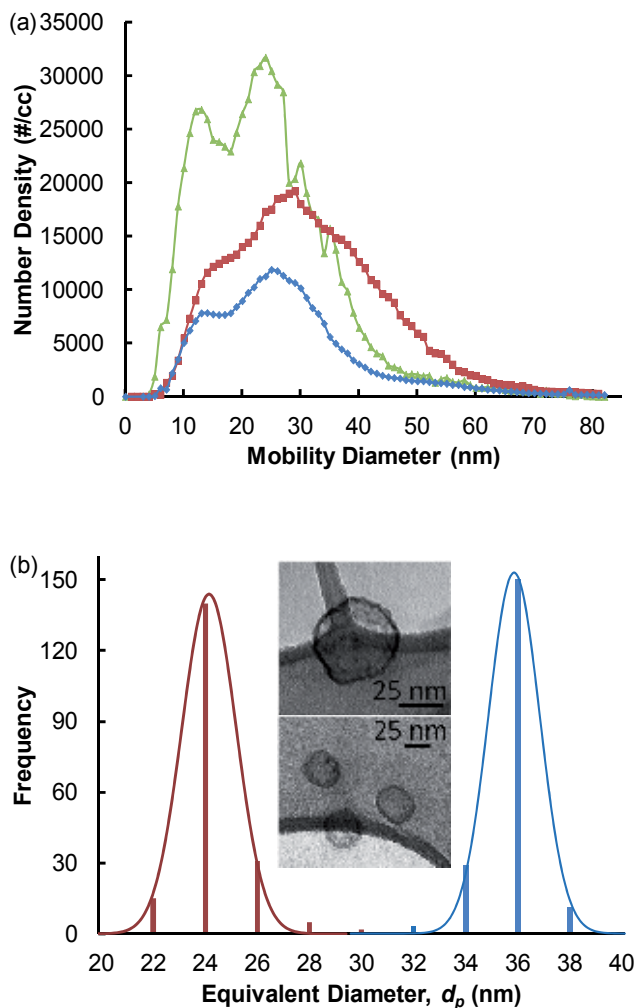 (a)
35000
30000
25000
20000
15000
10000
5000
0
Number Density (#/cc)
0 10 20 30 40 50 60 70 80
Mobility Diameter (nm)
(b)
150
120
90
60
30
0
Frequency
25 nm
25 nm
20 22 24 26 28 30 32 34 36 38 40
Equivalent Diameter, dp (nm)